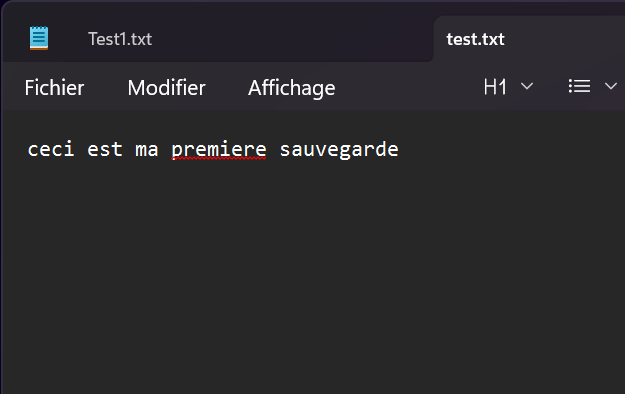 Test1.txt
test.txt
Fichier Modifier Affichage H1
ceci est ma premiere sauvegarde